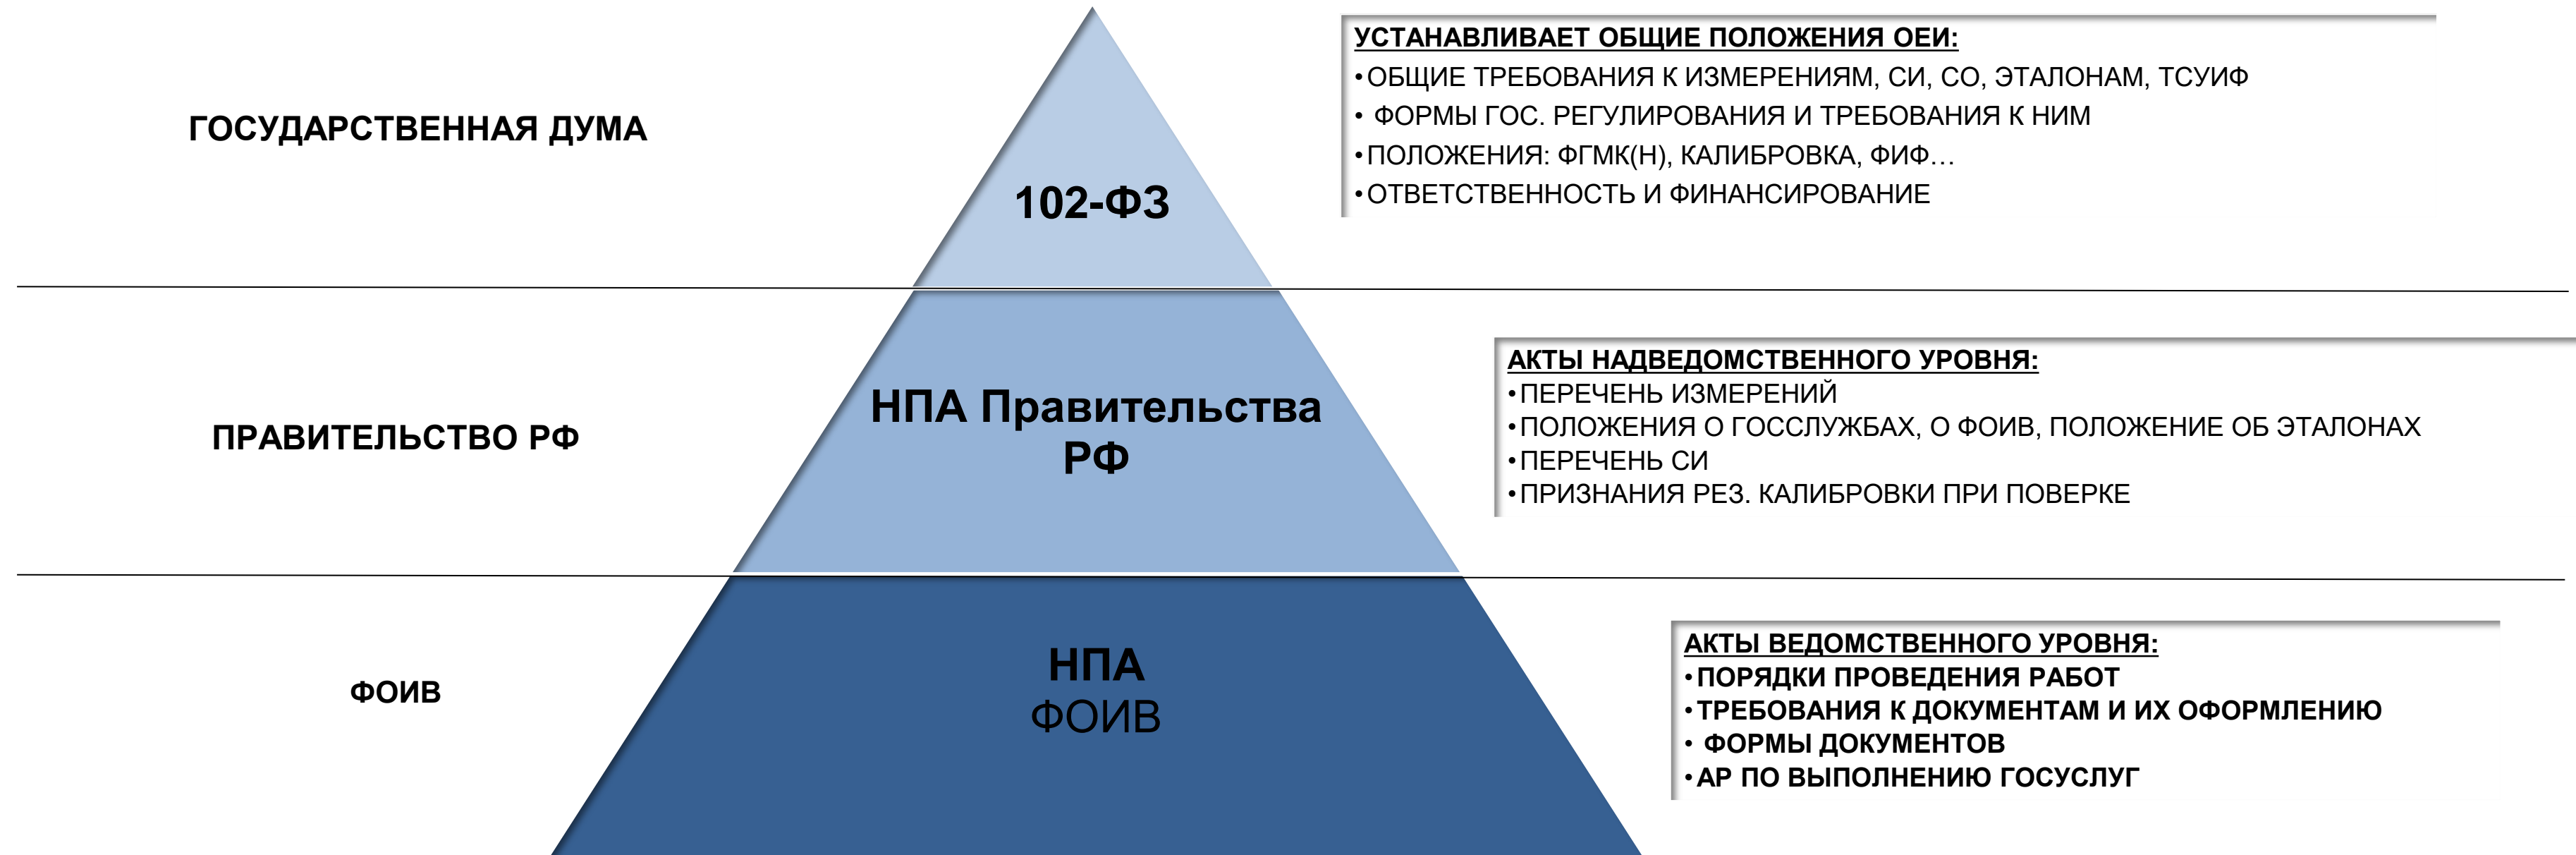 ГОСУДАРСТВЕННАЯ ДУМА
102-ФЗ
УСТАНАВЛИВАЕТ ОБЩИЕ ПОЛОЖЕНИЯ ОЕИ:
•ОБЩИЕ ТРЕБОВАНИЯ К ИЗМЕРЕНИЯМ, СИ, СО, ЭТАЛОНАМ, ТСУИФ
• ФОРМЫ ГОС. РЕГУЛИРОВАНИЯ И ТРЕБОВАНИЯ К НИМ
•ПОЛОЖЕНИЯ: ФГМК(Н), КАЛИБРОВКА, ФИФ…
•ОТВЕТСТВЕННОСТЬ И ФИНАНСИРОВАНИЕ
ПРАВИТЕЛЬСТВО РФ
НПА Правительства
РФ
АКТЫ НАДВЕДОМСТВЕННОГО УРОВНЯ:
•ПЕРЕЧЕНЬ ИЗМЕРЕНИЙ
•ПОЛОЖЕНИЯ О ГОССЛУЖБАХ, О ФОИВ, ПОЛОЖЕНИЕ ОБ ЭТАЛОНАХ
•ПЕРЕЧЕНЬ СИ
•ПРИЗНАНИЯ РЕЗ. КАЛИБРОВКИ ПРИ ПОВЕРКЕ
ФОИВ
НПА
ФОИВ
АКТЫ ВЕДОМСТВЕННОГО УРОВНЯ:
•ПОРЯДКИ ПРОВЕДЕНИЯ РАБОТ
•ТРЕБОВАНИЯ К ДОКУМЕНТАМ И ИХ ОФОРМЛЕНИЮ
• ФОРМЫ ДОКУМЕНТОВ
•АР ПО ВЫПОЛНЕНИЮ ГОСУСЛУГ